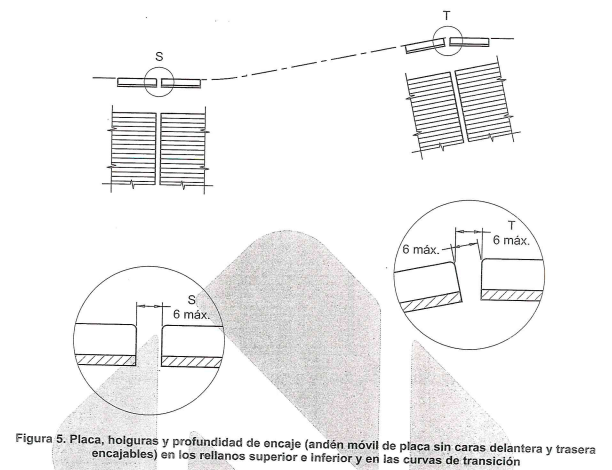 T
S
T
6 máx.
6 máx.
S
6 máx.
Figura 5. Placa, holguras y profundidad de encaje (andén móvil de placa sin caras delantera y trasera
encajables) en los rellanos superior e inferior y en las curvas de transición